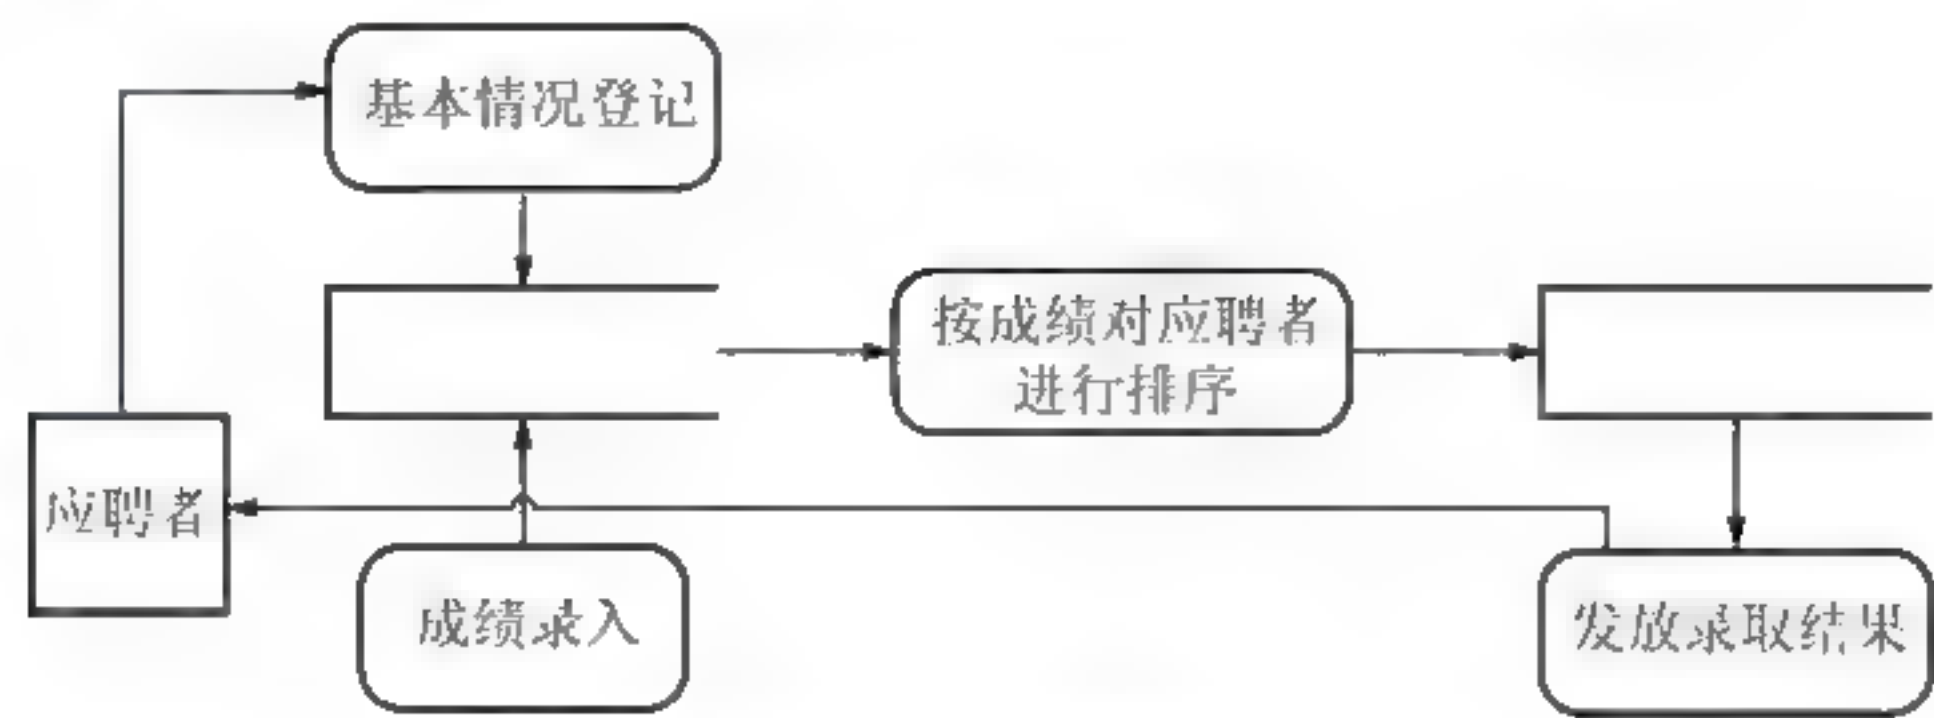 基本情况登记
按成绩对应聘者
进行排序
应聘者
成绩录入
发放录取结果